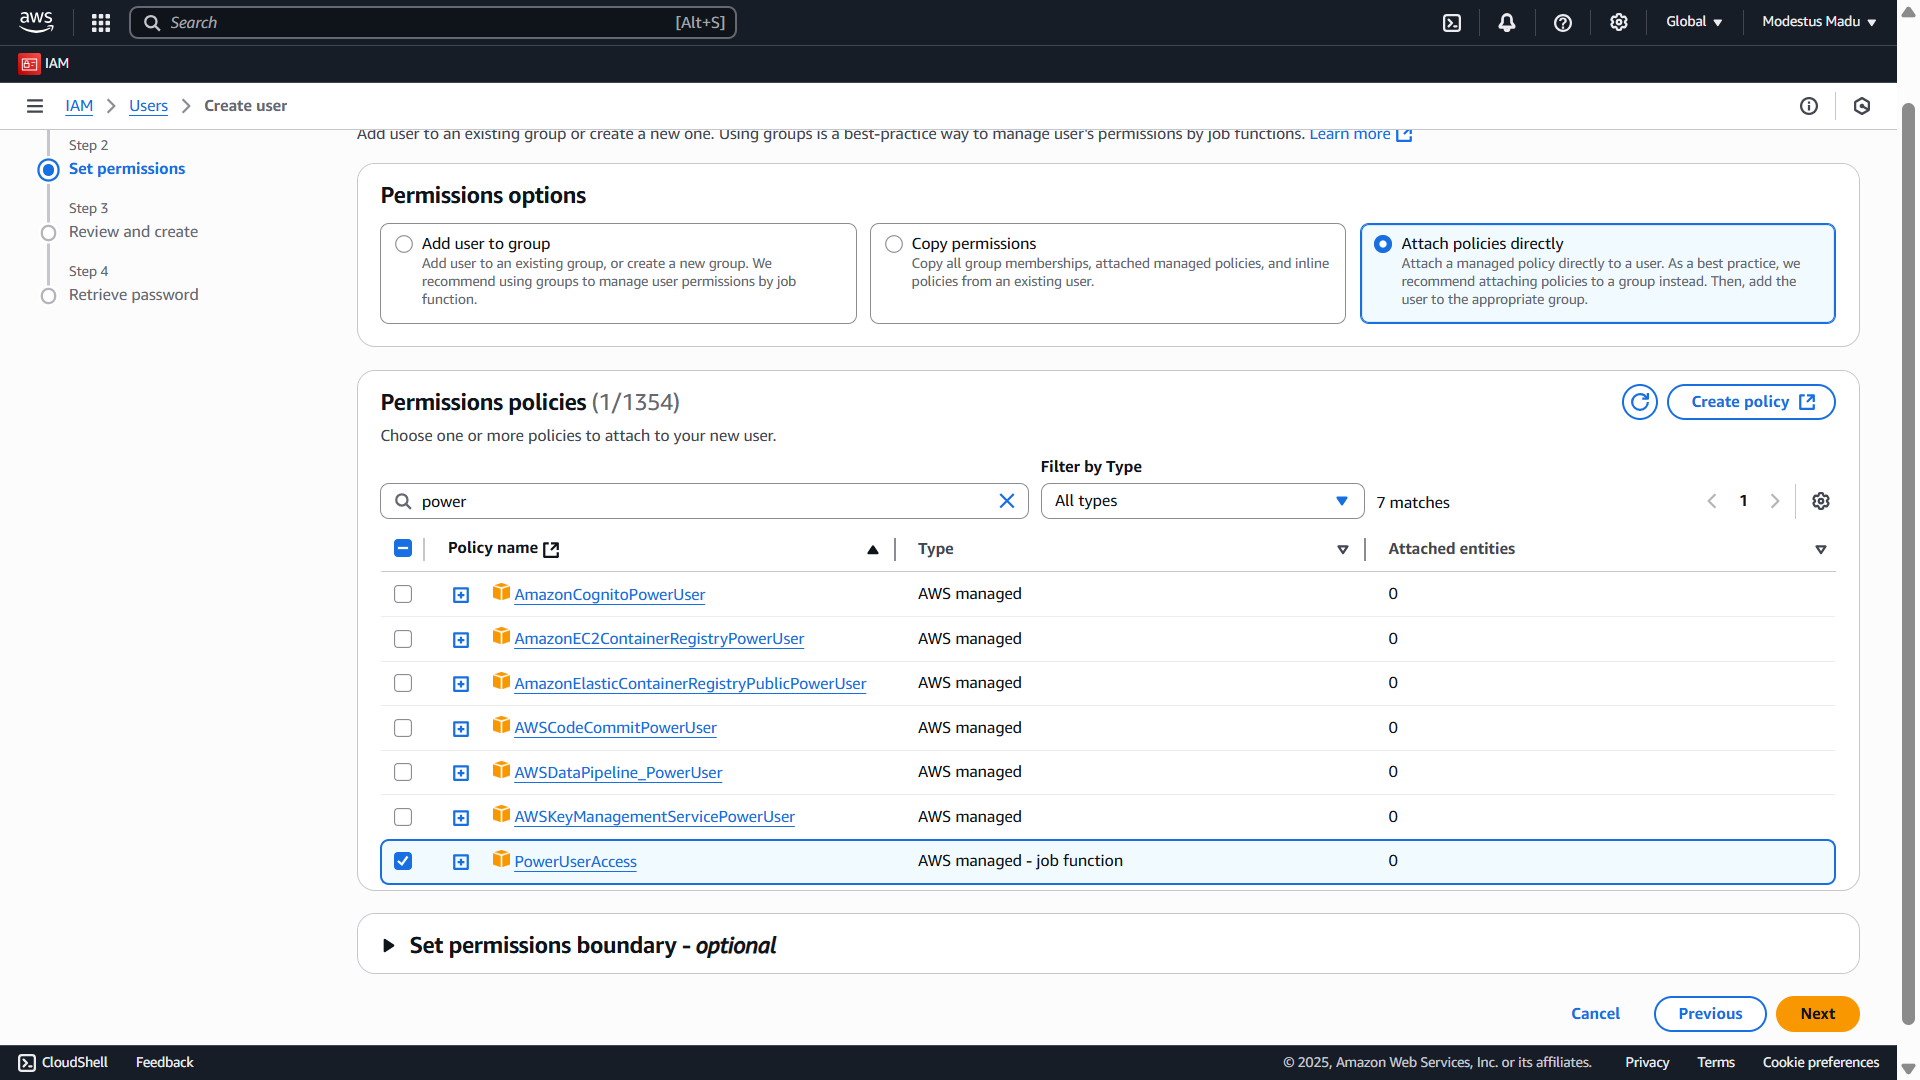 aws
Search [Alt+S]
Global
Modestus Madu
IAM
IAM
Users
Create user
Step 2
Set permissions
Step 3
Review and create
Step 4
Retrieve password
Add user to an existing group or create a new one. Using groups is a best-practice way to manage user's permissions by job functions. Learn more
Permissions options
Add user to group
Add user to an existing group, or create a new group. We
recommend using groups to manage user permissions by job
function.
Copy permissions
Copy all group memberships, attached managed policies, and inline
policies from an existing user.
Attach policies directly
Attach a managed policy directly to a user. As a best practice, we
recommend attaching policies to a group instead. Then, add the
user to the appropriate group.
Permissions policies (1/1354)
Create policy
Choose one or more policies to attach to your new user.
Filter by Type
power
All types
7 matches
1
Policy name Type Attached entities
AmazonCognitoPowerUser AWS managed 0
AmazonEC2ContainerRegistryPowerUser AWS managed 0
AmazonElasticContainerRegistryPublicPowerUser AWS managed 0
AWSCodeCommitPowerUser AWS managed 0
AWSDataPipeline_PowerUser AWS managed 0
AWSKeyManagementServicePowerUser AWS managed 0
PowerUserAccess AWS managed - job function 0
Set permissions boundary - optional
Cancel
Previous
Next
CloudShell
Feedback
© 2025, Amazon Web Services, Inc. or its affiliates.
Privacy
Terms
Cookie preferences